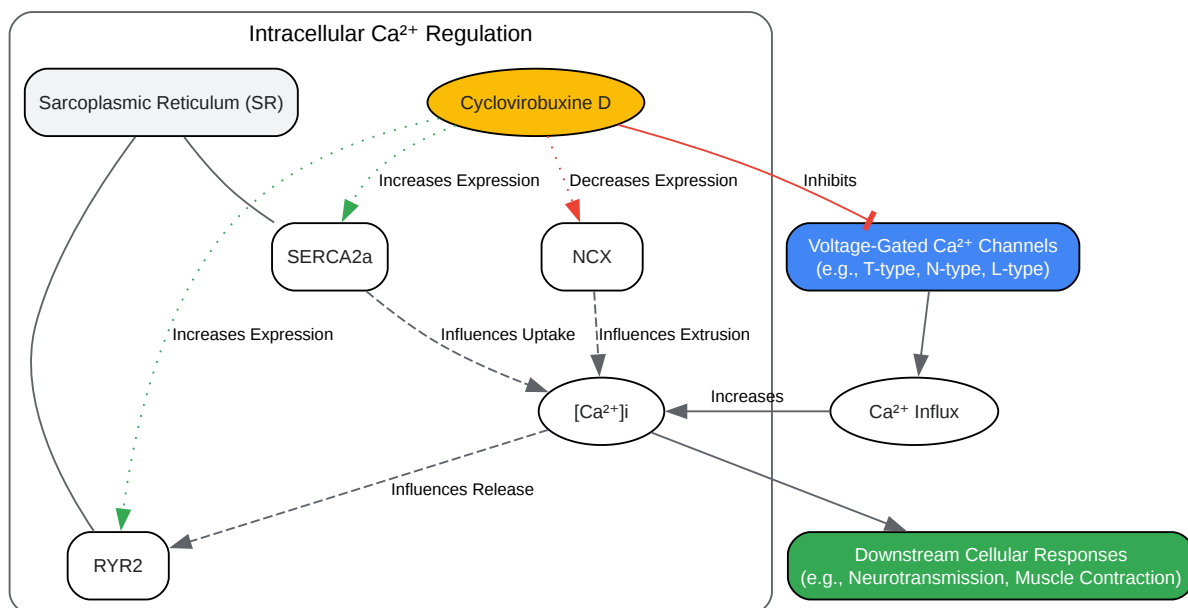 Intracellular Ca²⁺ Regulation
Sarcoplasmic Reticulum (SR)
Cyclovirobuxine D
Increases Expression
Decreases Expression
Inhibits
SERCA2a
NCX
Voltage-Gated Ca²⁺ Channels
(e.g., T-type, N-type, L-type)
Increases Expression
Influences Uptake
Influences Extrusion
[Ca²⁺]i
Increases
Ca²⁺ Influx
Influences Release
RYR2
Downstream Cellular Responses
(e.g., Neurotransmission, Muscle Contraction)